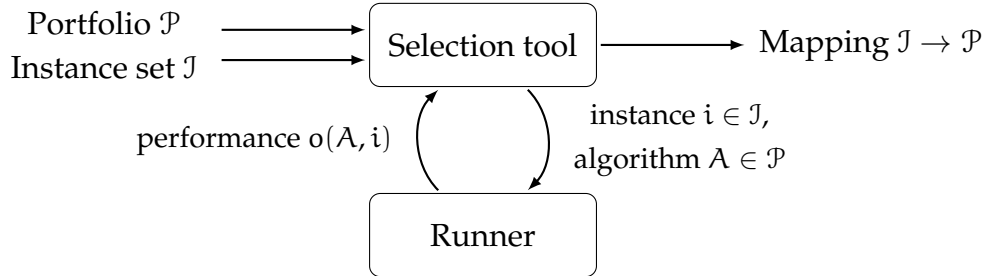 Portfolio 𝒫
Instance set ℐ
Selection tool
Mapping ℐ → 𝒫
performance o(A, i)
instance i ∈ ℐ,
algorithm A ∈ 𝒫
Runner